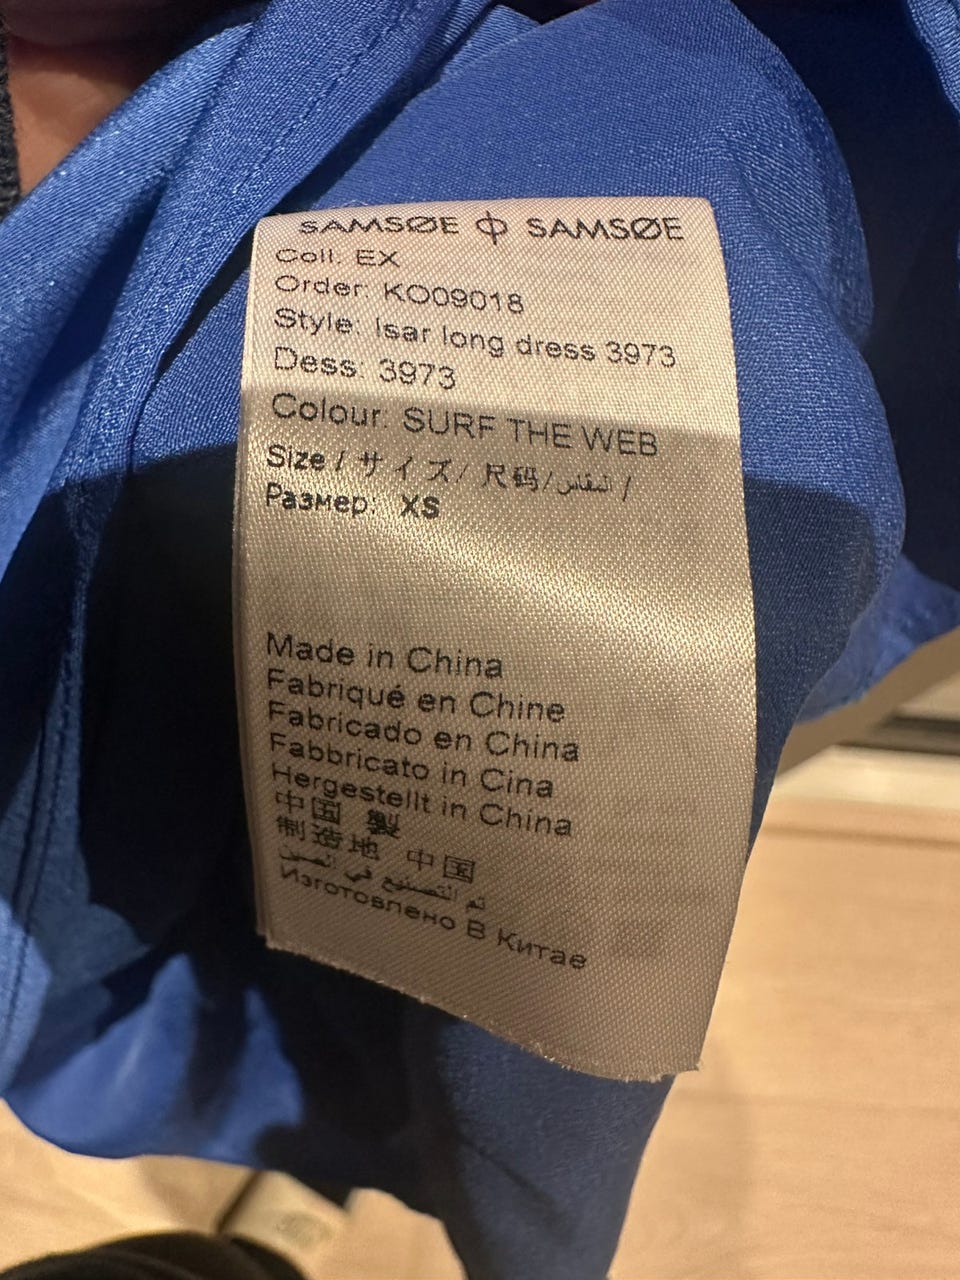 SAMSØE SAMSØE
Coll: EX
Order: KO09018
Style: Isar long dress 3973
Dess: 3973
Colour: SURF THE WEB
Size / サイズ/ 尺码/المقاس /
Размер: XS
Made in China
Fabriqué en Chine
Fabricado en China
Fabbricato in Cina
Hergestellt in China
中国 製
制造地 中国
تم التصنيع في الصين
Изготовлено В Китае